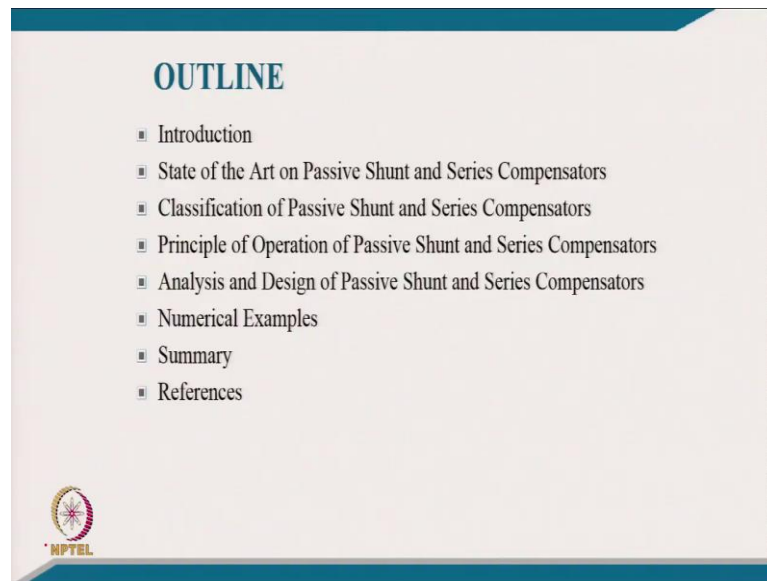 OUTLINE
Introduction
State of the Art on Passive Shunt and Series Compensators
Classification of Passive Shunt and Series Compensators
Principle of Operation of Passive Shunt and Series Compensators
Analysis and Design of Passive Shunt and Series Compensators
Numerical Examples
Summary
References
NPTEL